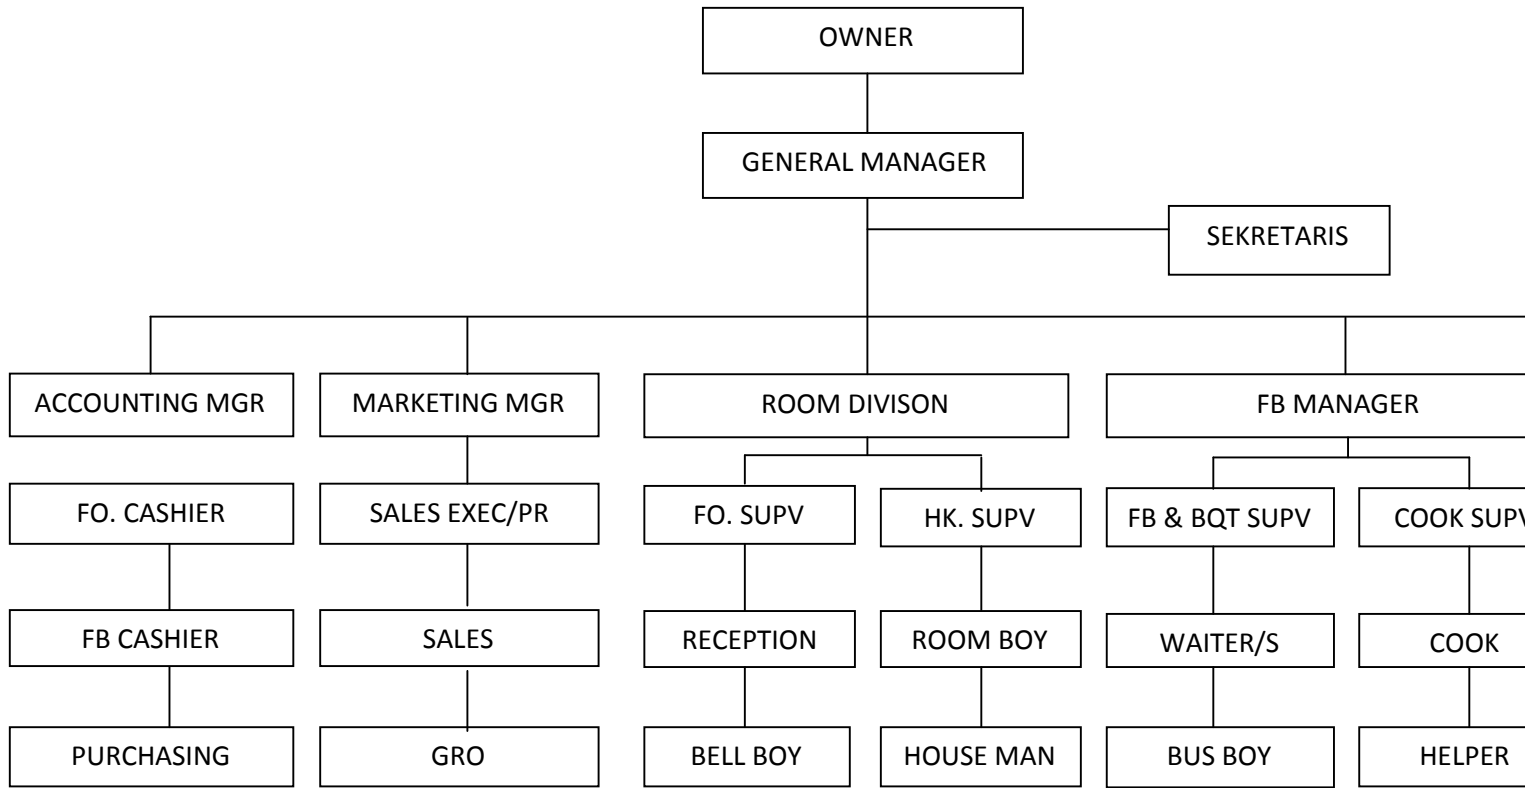 OWNER
GENERAL MANAGER
SEKRETARIS
ACCOUNTING MGR
MARKETING MGR
ROOM DIVISON
FB MANAGER
FO. CASHIER
SALES EXEC/PR
FO. SUPV
HK. SUPV
FB & BQT SUPV
COOK SUPV
FB CASHIER
SALES
RECEPTION
ROOM BOY
WAITER/S
COOK
PURCHASING
GRO
BELL BOY
HOUSE MAN
BUS BOY
HELPER